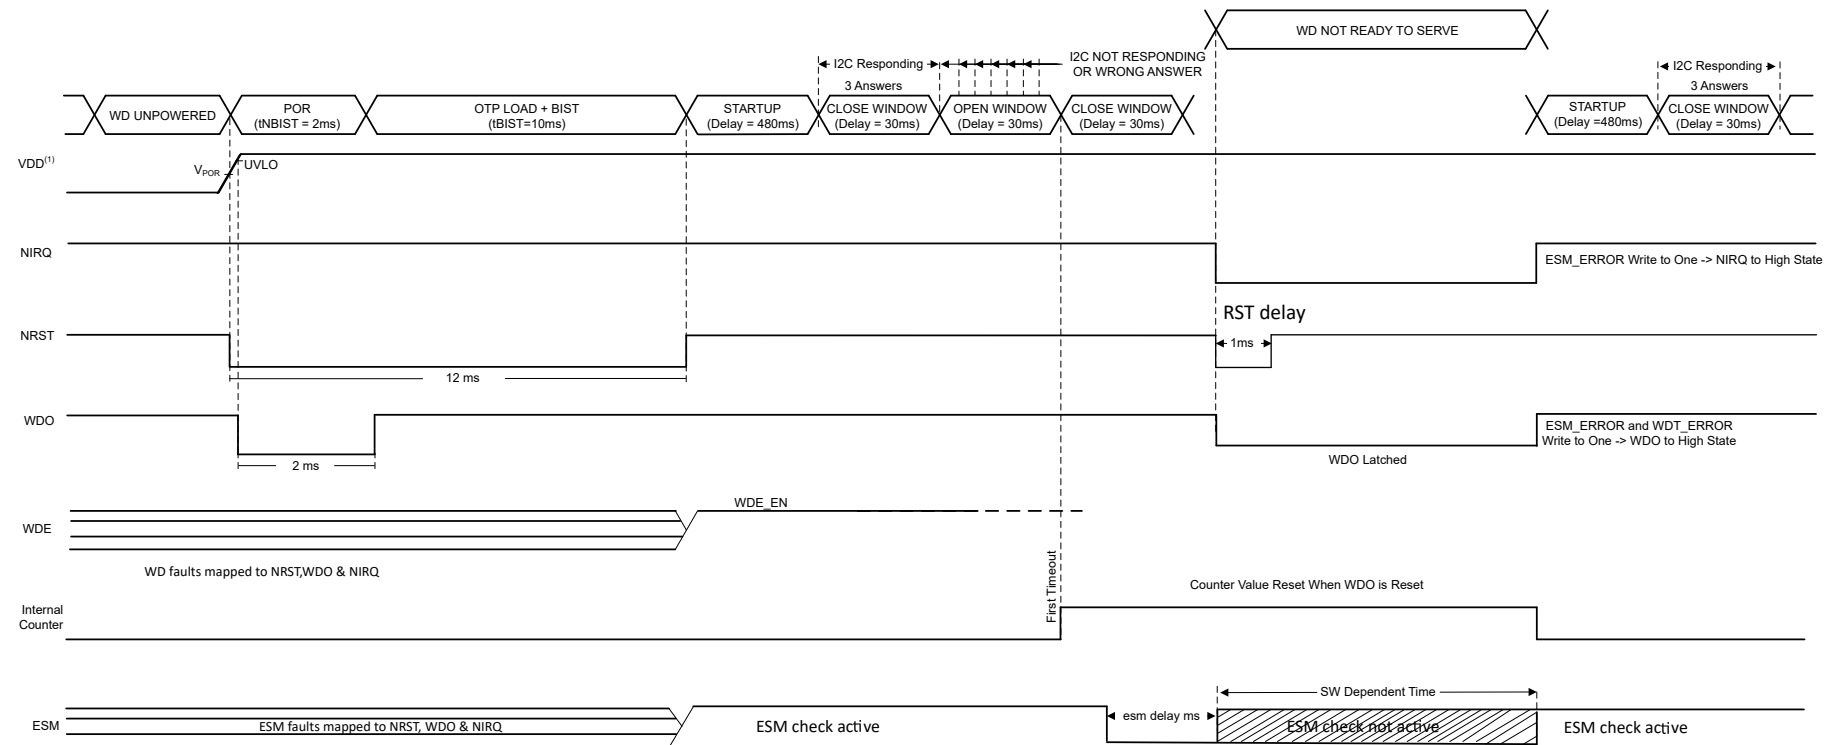 WD NOT READY TO SERVE
I2C Responding
I2C NOT RESPONDING
OR WRONG ANSWER
I2C Responding
3 Answers
3 Answers
WD UNPOWERED
POR
(tNBIST = 2ms)
OTP LOAD + BIST
(tBIST=10ms)
STARTUP
(Delay = 480ms)
CLOSE WINDOW
(Delay = 30ms)
OPEN WINDOW
(Delay = 30ms)
CLOSE WINDOW
(Delay = 30ms)
STARTUP
(Delay =480ms)
CLOSE WINDOW
(Delay = 30ms)
VDD(1)
VPOR
UVLO
NIRQ
ESM_ERROR Write to One -> NIRQ to High State
RST delay
NRST
1ms
12 ms
WDO
ESM_ERROR and WDT_ERROR
Write to One -> WDO to High State
2 ms
WDO Latched
WDE_EN
WDE
WD faults mapped to NRST,WDO & NIRQ
First Timeout
Counter Value Reset When WDO is Reset
Internal
Counter
SW Dependent Time
ESM
ESM faults mapped to NRST, WDO & NIRQ
ESM check active
esm delay ms
ESM check not active
ESM check active